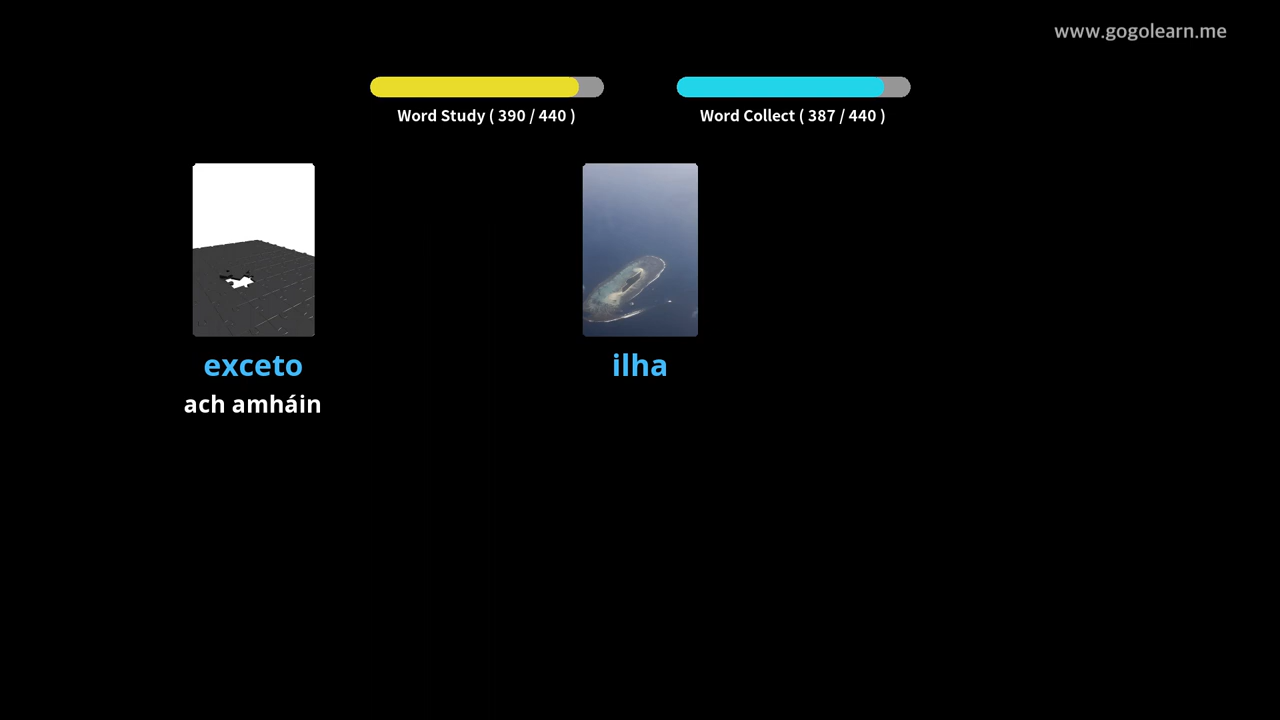 www.gogolearn.me
Word Study ( 390 / 440 )
Word Collect ( 387 / 440 )
exceto
ach amháin
ilha